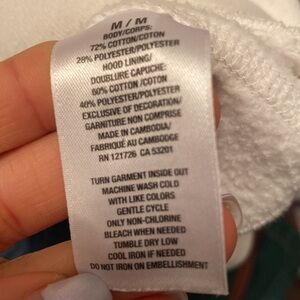 M / M
BODY/CORPS:
72% COTTON/COTON
28% POLYESTER/POLYESTER
HOOD LINING/
DOUBLURE CAPUCHE:
60% COTTON /COTON
40% POLYESTER/POLYESTER
EXCLUSIVE OF DECORATION/
GARNITURE NON COMPRISE
MADE IN CAMBODIA/
FABRIQUÉ AU CAMBODGE
RN 121726 CA 53201
TURN GARMENT INSIDE OUT
MACHINE WASH COLD
WITH LIKE COLORS
GENTLE CYCLE
ONLY NON-CHLORINE
BLEACH WHEN NEEDED
TUMBLE DRY LOW
COOL IRON IF NEEDED
DO NOT IRON ON EMBELLISHMENT